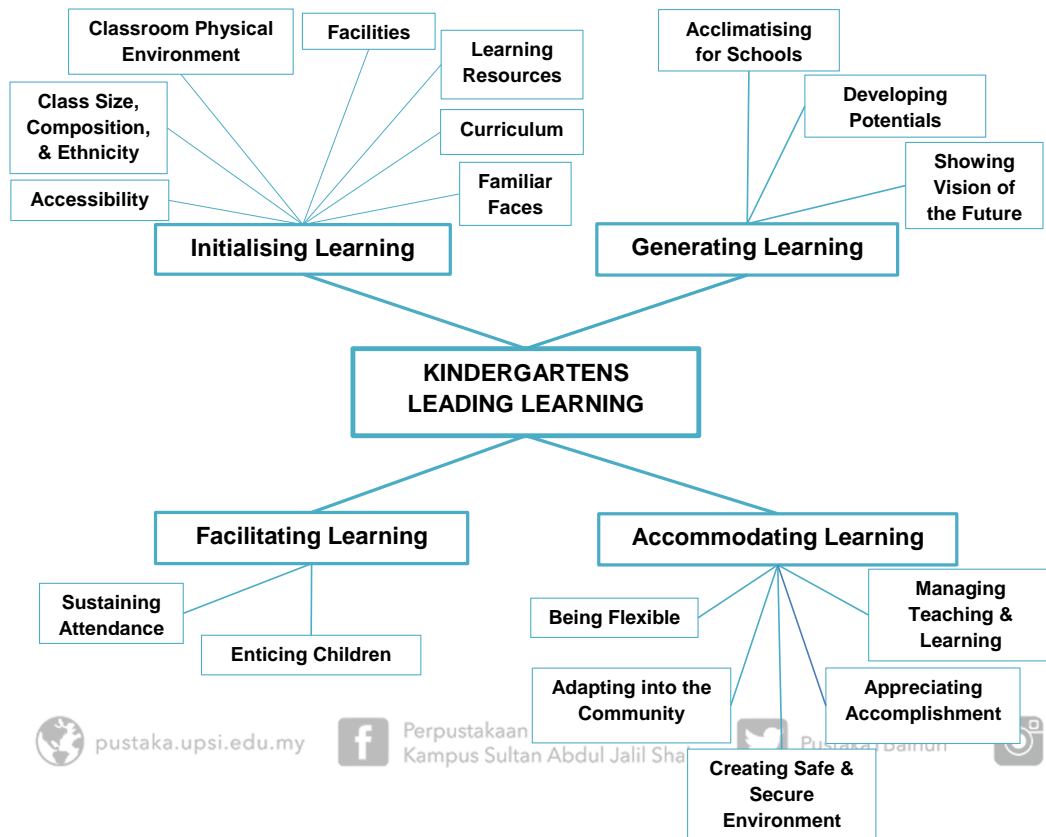 Classroom Physical
Environment
Facilities
Learning
Resources
Class Size,
Composition,
& Ethnicity
Curriculum
Accessibility
Familiar
Faces
Initialising Learning
Acclimatising
for Schools
Developing
Potentials
Showing
Vision of
the Future
Generating Learning
KINDERGARTENS
LEADING LEARNING
Facilitating Learning
Sustaining
Attendance
Enticing Children
Accommodating Learning
Being Flexible
Managing
Teaching &
Learning
Adapting into the
Community
Appreciating
Accomplishment
Creating Safe &
Secure
Environment
pustaka.upsi.edu.my
Perpustakaan
Kampus Sultan Abdul Jalil